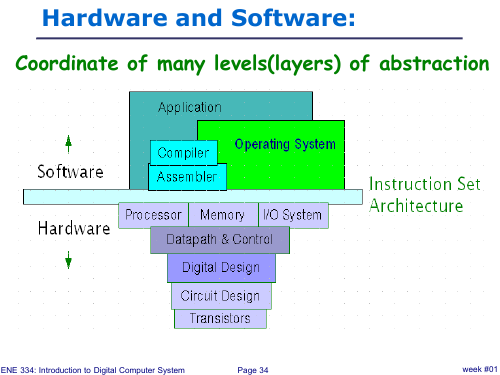 Hardware and Software:
Coordinate of many levels(layers) of abstraction
Application
Operating System
Compiler
Assembler
Software
Instruction Set
Architecture
Hardware
Processor
Memory
I/O System
Datapath & Control
Digital Design
Circuit Design
Transistors
ENE 334: Introduction to Digital Computer System
Page 34
week #01